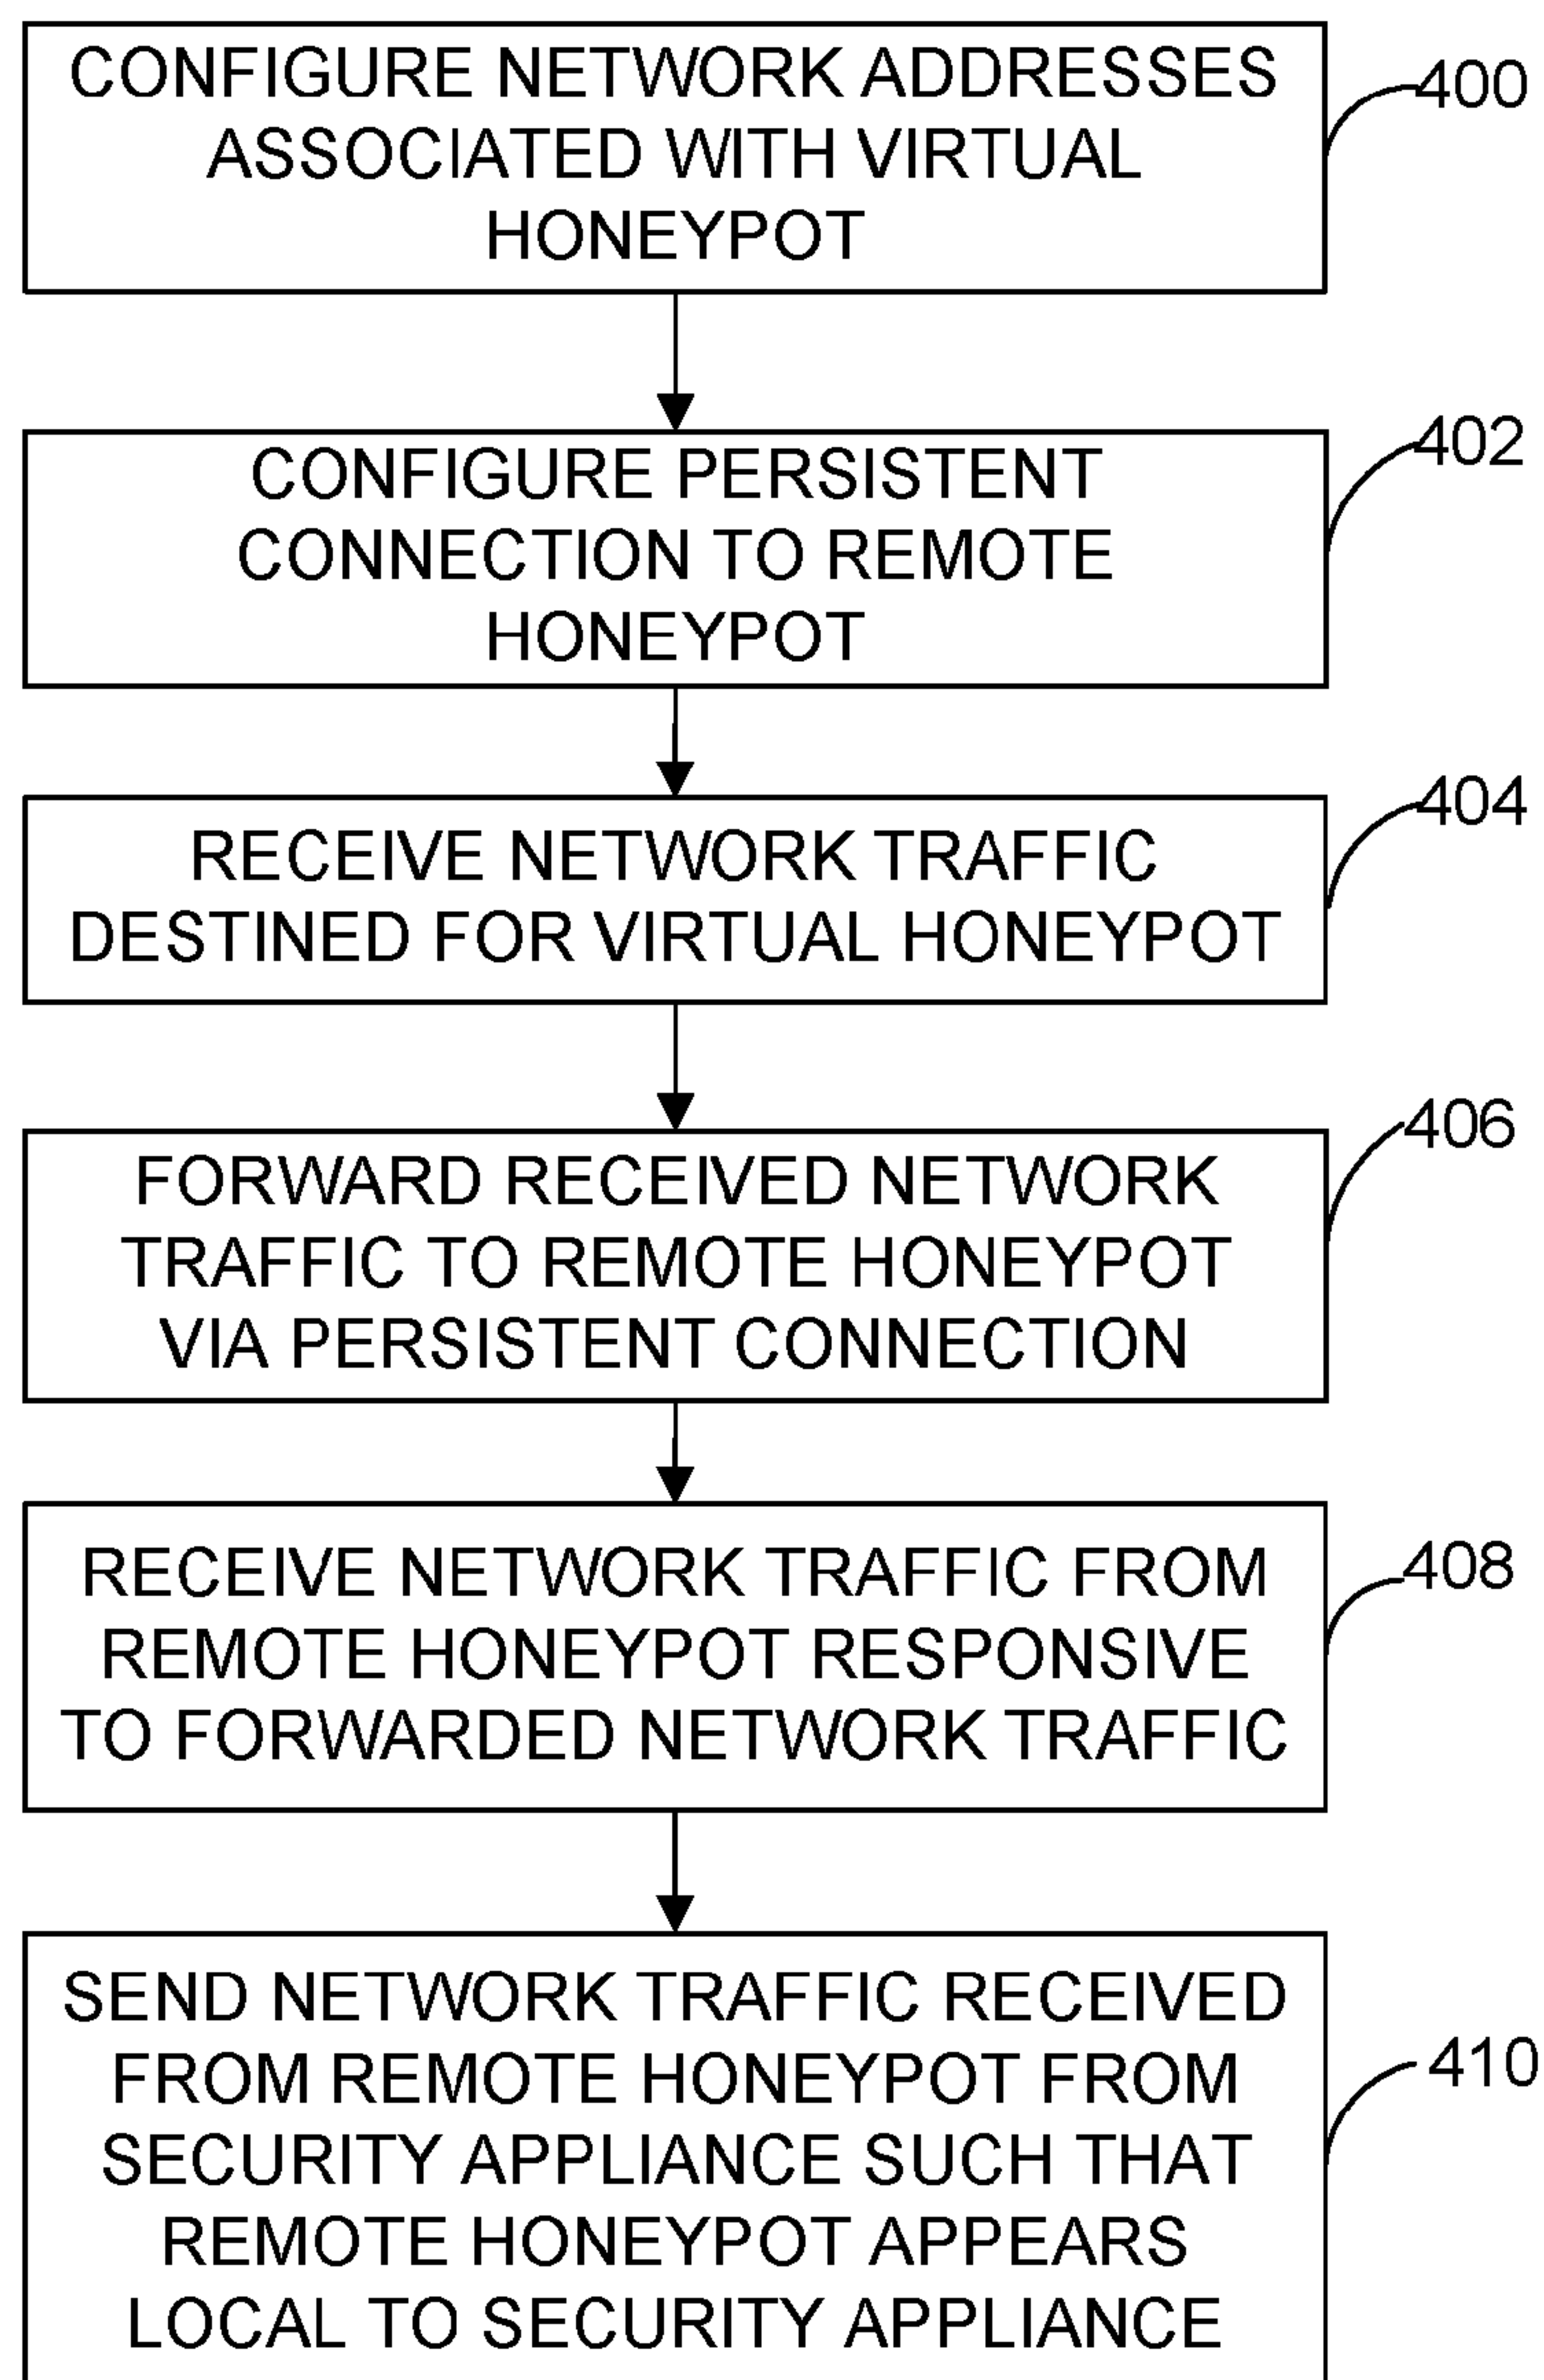 CONFIGURE NETWORK ADDRESSES
ASSOCIATED WITH VIRTUAL
HONEYPOT
400
CONFIGURE PERSISTENT
CONNECTION TO REMOTE
HONEYPOT
402
RECEIVE NETWORK TRAFFIC
DESTINED FOR VIRTUAL HONEYPOT
404
FORWARD RECEIVED NETWORK
TRAFFIC TO REMOTE HONEYPOT
VIA PERSISTENT CONNECTION
406
RECEIVE NETWORK TRAFFIC FROM
REMOTE HONEYPOT RESPONSIVE
TO FORWARDED NETWORK TRAFFIC
408
SEND NETWORK TRAFFIC RECEIVED
FROM REMOTE HONEYPOT FROM
SECURITY APPLIANCE SUCH THAT
REMOTE HONEYPOT APPEARS
LOCAL TO SECURITY APPLIANCE
410